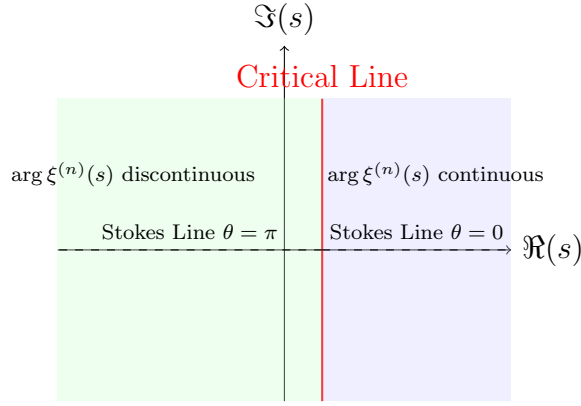 ℑ(s)
Critical Line
arg ξ⁽ⁿ⁾(s) discontinuous
arg ξ⁽ⁿ⁾(s) continuous
Stokes Line θ = π
Stokes Line θ = 0
ℜ(s)